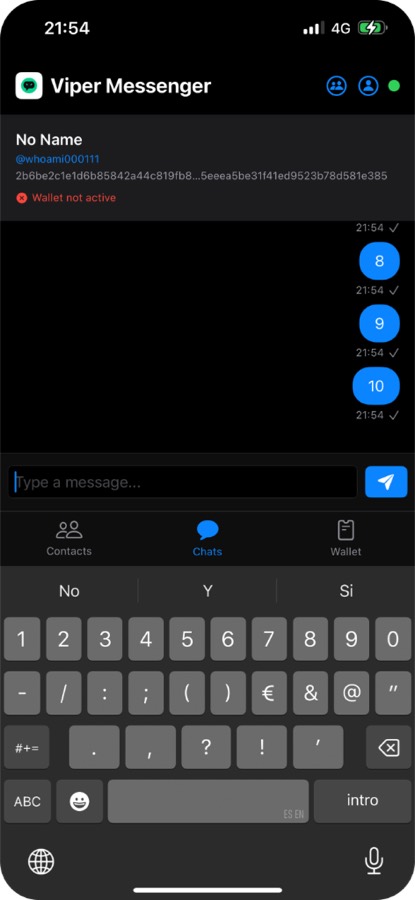 21:54 4G
Viper Messenger
No Name
@whoami000111
2b6be2c1e1d6b85842a44c819fb8...5eeea5be31f41ed9523b78d581e385
Wallet not active
21:54
8
21:54
9
21:54
10
21:54
Type a message...
Contacts Chats Wallet
No Y Si
1 2 3 4 5 6 7 8 9 0
- / : ; ( ) € & @ "
#+= . , ? ! '
ABC ES EN intro